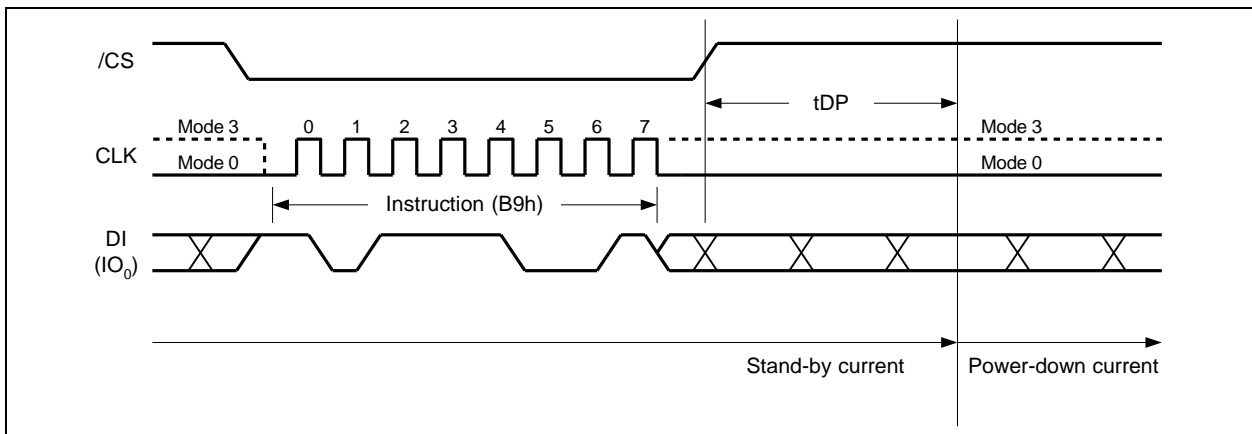 /CS
tDP
Mode 3 0 1 2 3 4 5 6 7 Mode 3
CLK
Mode 0 Mode 0
Instruction (B9h)
DI
(IO0)
Stand-by current Power-down current